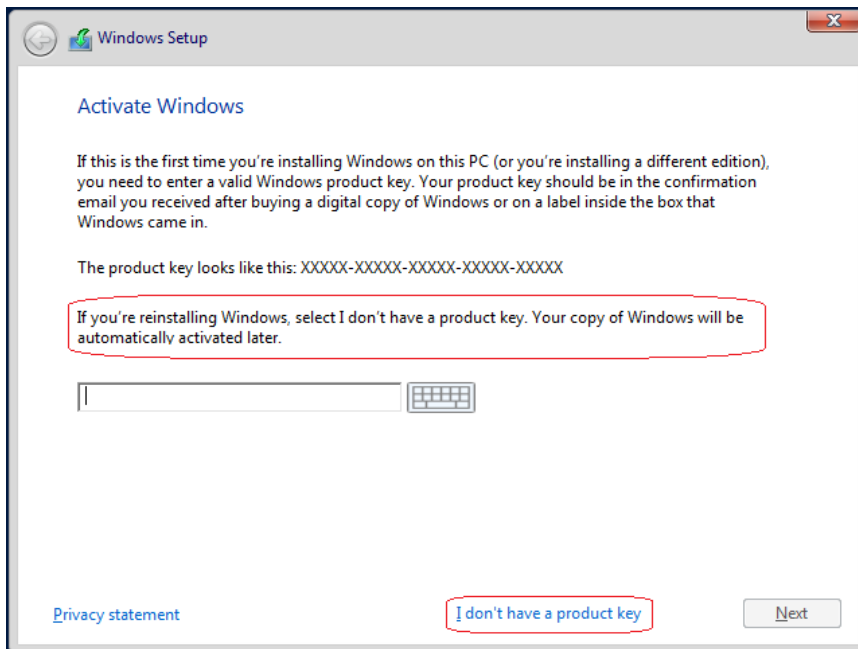 Windows Setup
Activate Windows
If this is the first time you're installing Windows on this PC (or you're installing a different edition),
you need to enter a valid Windows product key. Your product key should be in the confirmation
email you received after buying a digital copy of Windows or on a label inside the box that
Windows came in.
The product key looks like this: XXXXX-XXXXX-XXXXX-XXXXX-XXXXX
If you're reinstalling Windows, select I don't have a product key. Your copy of Windows will be
automatically activated later.
Privacy statement
I don't have a product key
Next